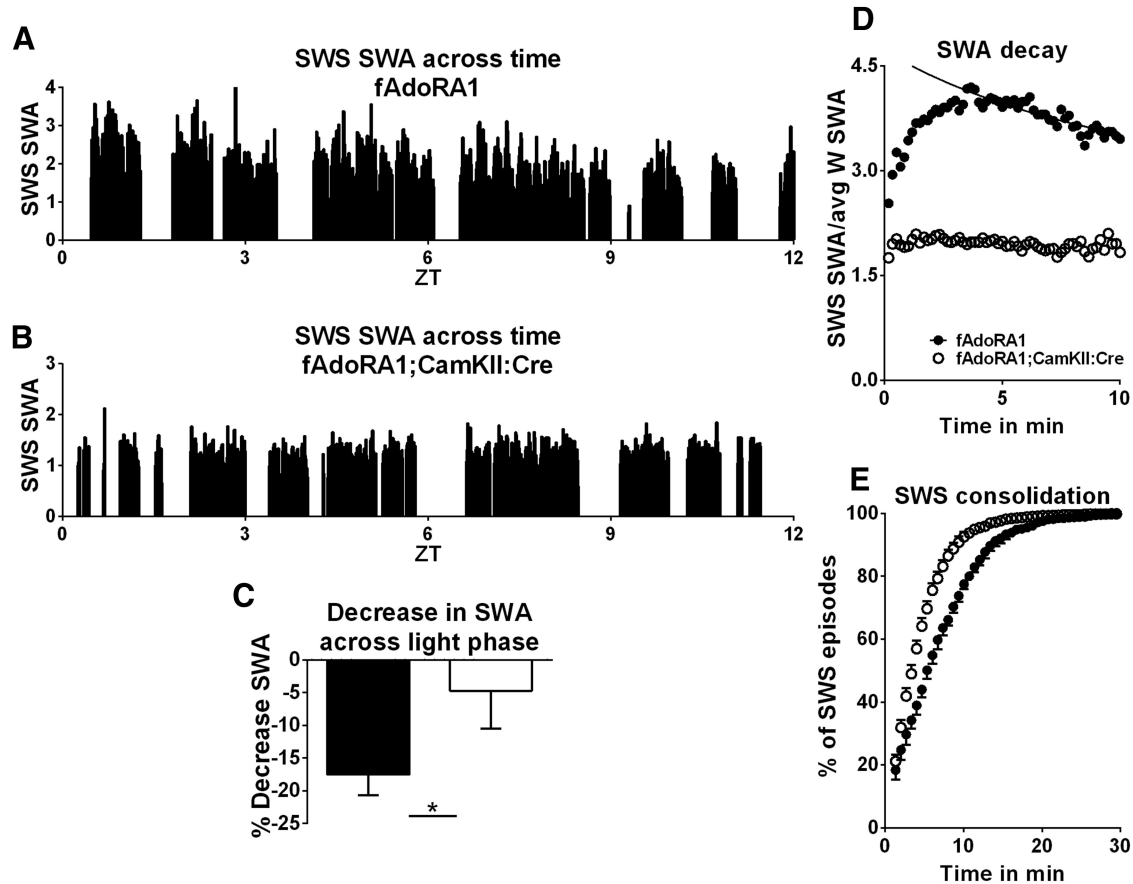 A
SWS SWA across time
fAdoRA1
SWS SWA
4
3
2
1
0
0
3
6
9
12
ZT
B
SWS SWA across time
fAdoRA1;CamKII:Cre
SWS SWA
3
2
1
0
0
3
6
9
12
ZT
C
Decrease in SWA
across light phase
% Decrease SWA
0
-5
-10
-15
-20
-25
*
D
SWA decay
SWS SWA/avg W SWA
4.5
3.0
1.5
0.0
fAdoRA1
fAdoRA1;CamKII:Cre
0
5
10
Time in min
E
SWS consolidation
% of SWS episodes
100
80
60
40
20
0
0
10
20
30
Time in min